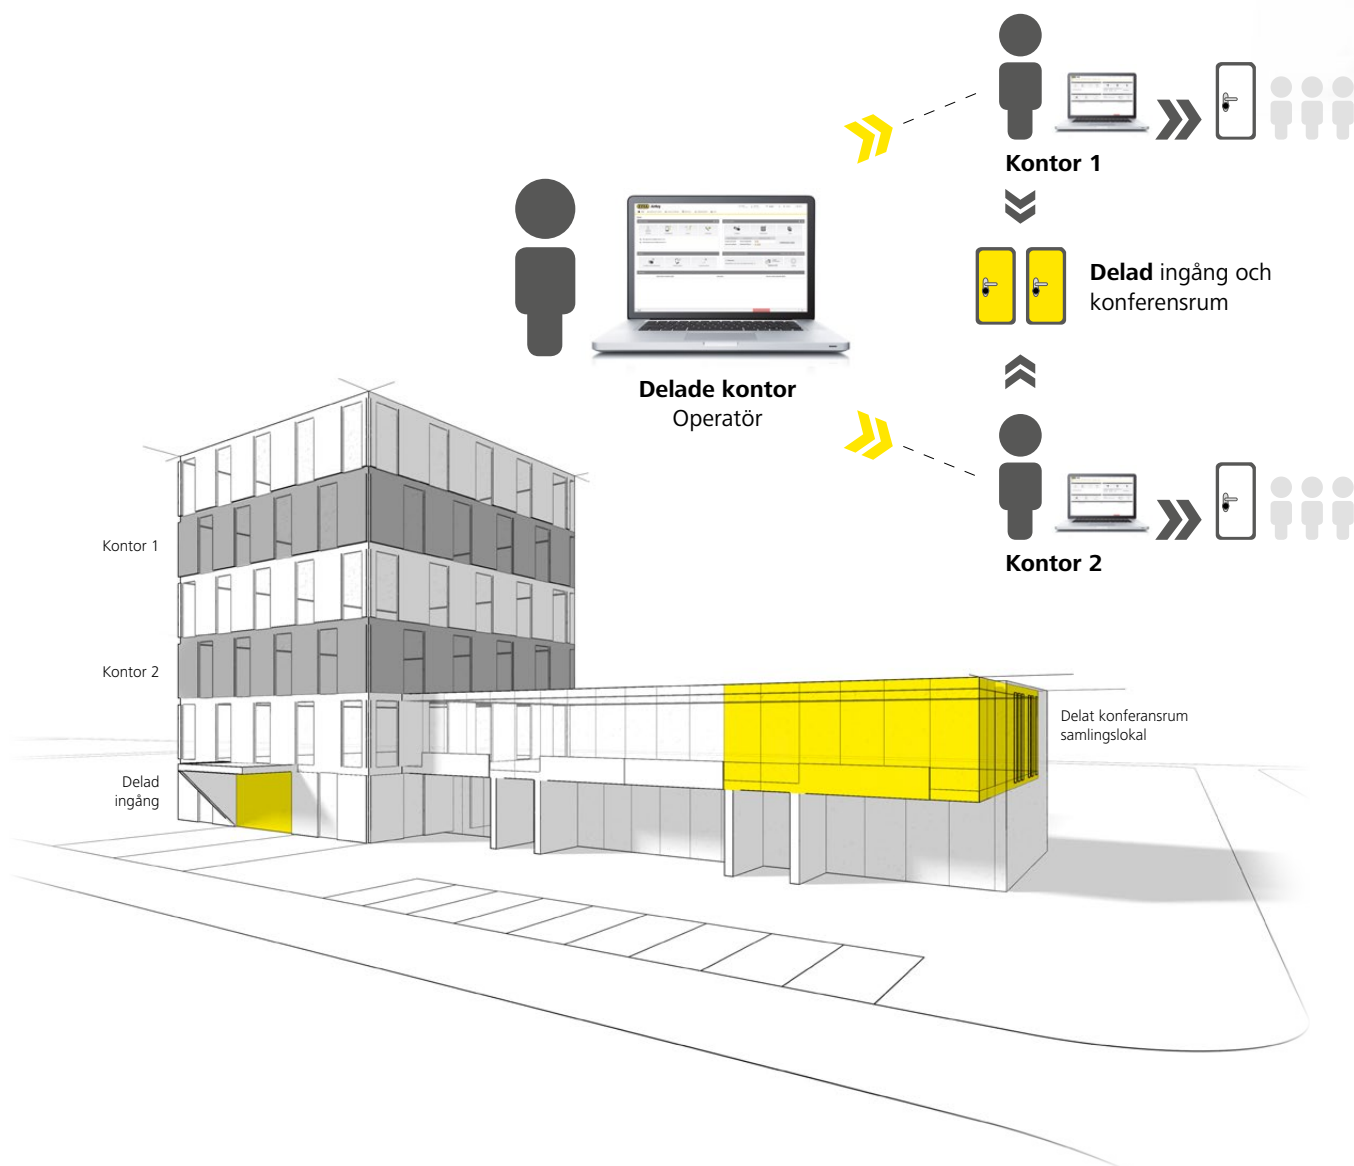 Kontor 1
Delad ingång och
konferensrum
Delade kontor
Operatör
Kontor 2
Kontor 1
Kontor 2
Delat konferansrum
samlingslokal
Delad
ingång